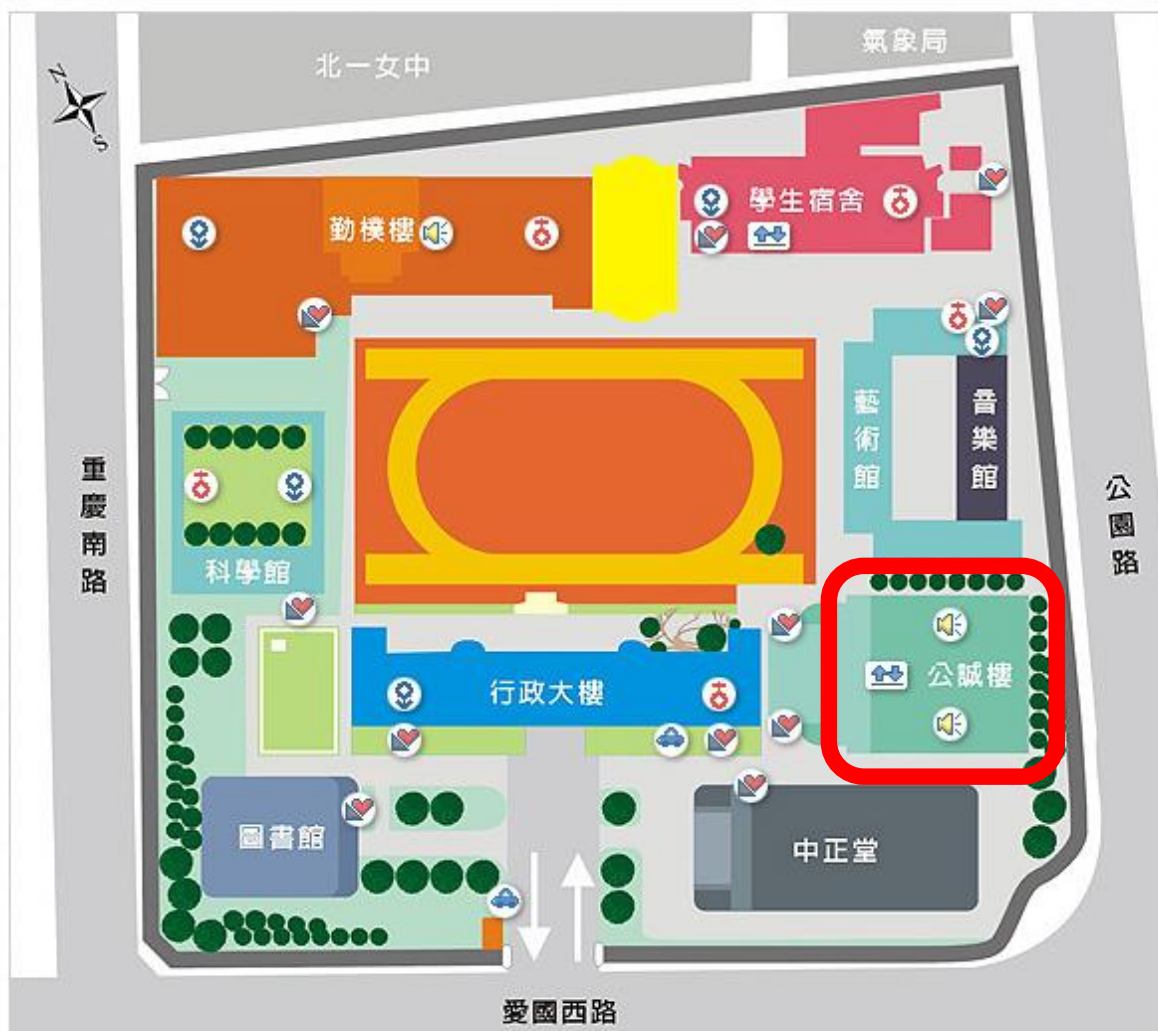 氣象局
北一女中
N
S
學生宿舍
勤樸樓
藝術館
音樂館
重慶南路
公園路
科學館
公誠樓
行政大樓
圖書館
中正堂
愛國西路